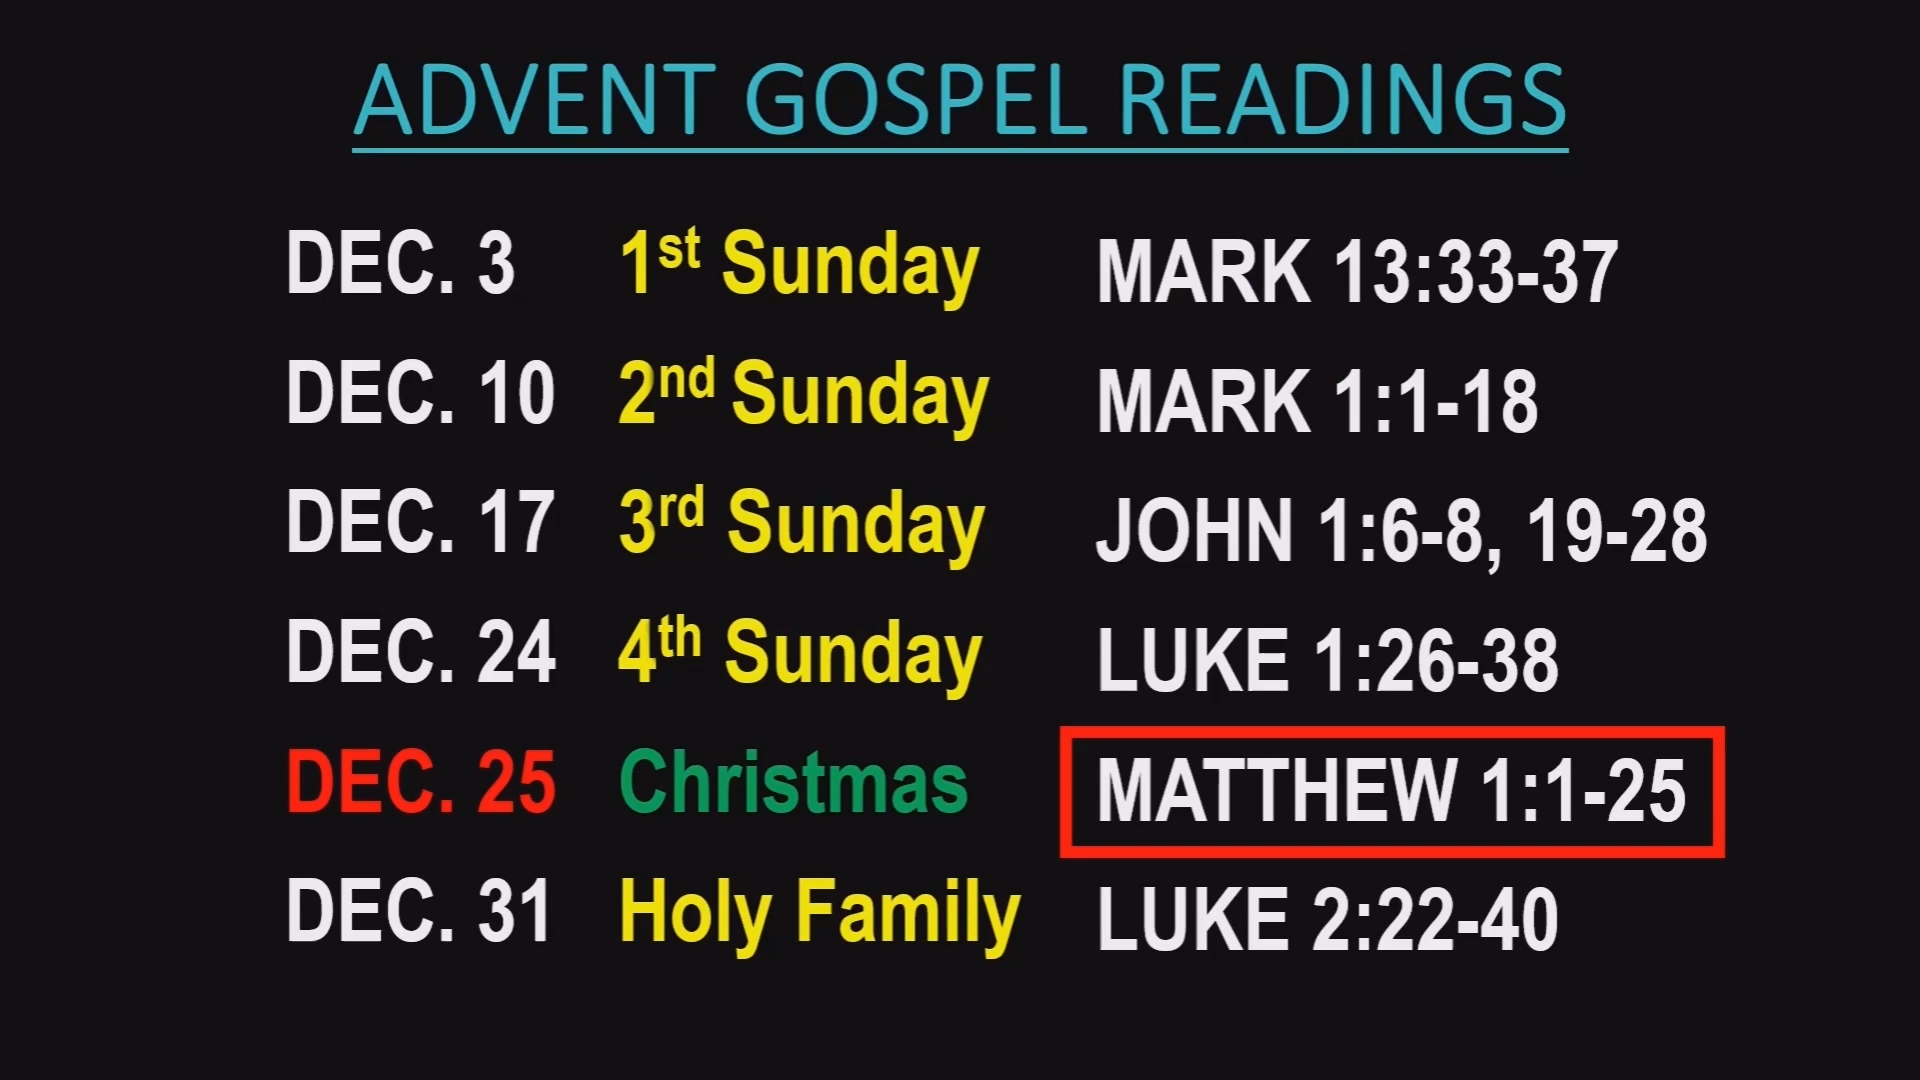 ADVENT GOSPEL READINGS
DEC. 3 1st Sunday MARK 13:33-37
DEC. 10 2nd Sunday MARK 1:1-18
DEC. 17 3rd Sunday JOHN 1:6-8, 19-28
DEC. 24 4th Sunday LUKE 1:26-38
DEC. 25 Christmas MATTHEW 1:1-25
DEC. 31 Holy Family LUKE 2:22-40